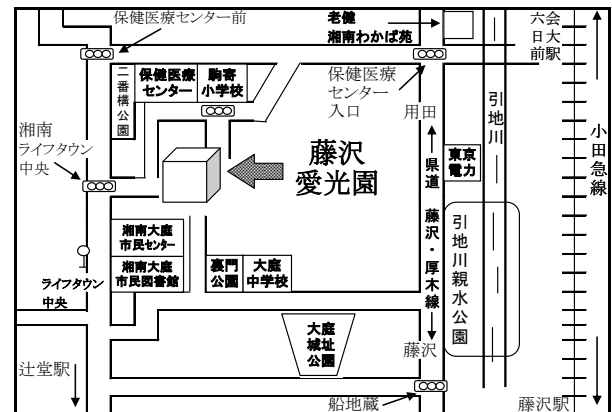 保健医療センター前
老健
湘南わかば苑
六会
日大
前駅
二番構公園
保健医療
センター
駒寄
小学校
保健医療
センター
入口
用田
引地川
小田急線
湘南
ライフタウン
中央
藤沢
愛光園
県道 藤沢・厚木線
東京
電力
湘南大庭
市民センター
湘南大庭
市民図書館
裏門
公園
大庭
中学校
引地川親水公園
ライフタウン
中央
大庭
城址
公園
藤沢
辻堂駅
船地蔵
藤沢駅